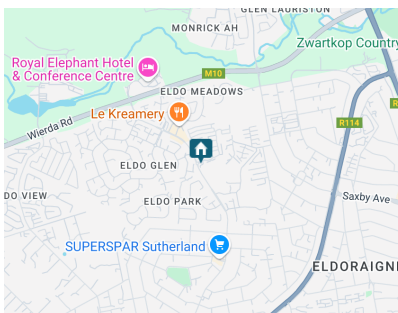 GLEN LAURISTON
MONRICK AH
Zwartkop Country
Royal Elephant Hotel
& Conference Centre
M10
ELDO MEADOWS
R
Le Kreamery
R114
Wierda Rd
ELDO GLEN
DO VIEW
Saxby Ave
ELDO PARK
SUPERSPAR Sutherland
ELDORAIGNE